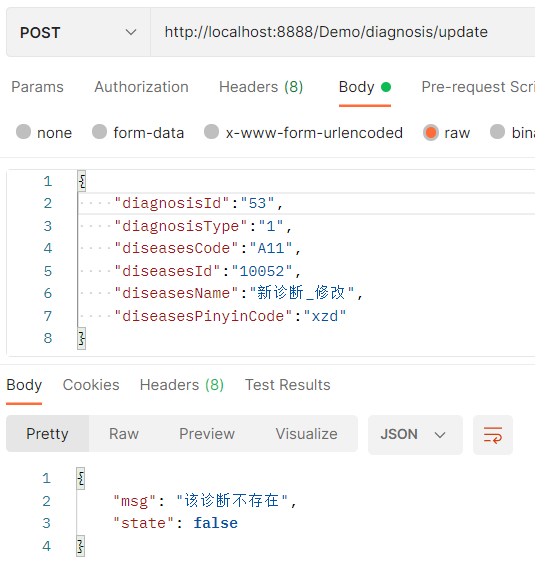 POST http://localhost:8888/Demo/diagnosis/update
Params Authorization Headers (8) Body Pre-request Scri
none form-data x-www-form-urlencoded raw bina
1 {
2 "diagnosisId":"53",
3 "diagnosisType":"1",
4 "diseasesCode":"A11",
5 "diseasesId":"10052",
6 "diseasesName":"新诊断_修改",
7 "diseasesPinyinCode":"xzd"
8 }
Body Cookies Headers (8) Test Results
Pretty Raw Preview Visualize JSON
1 {
2 "msg": "该诊断不存在",
3 "state": false
4 }